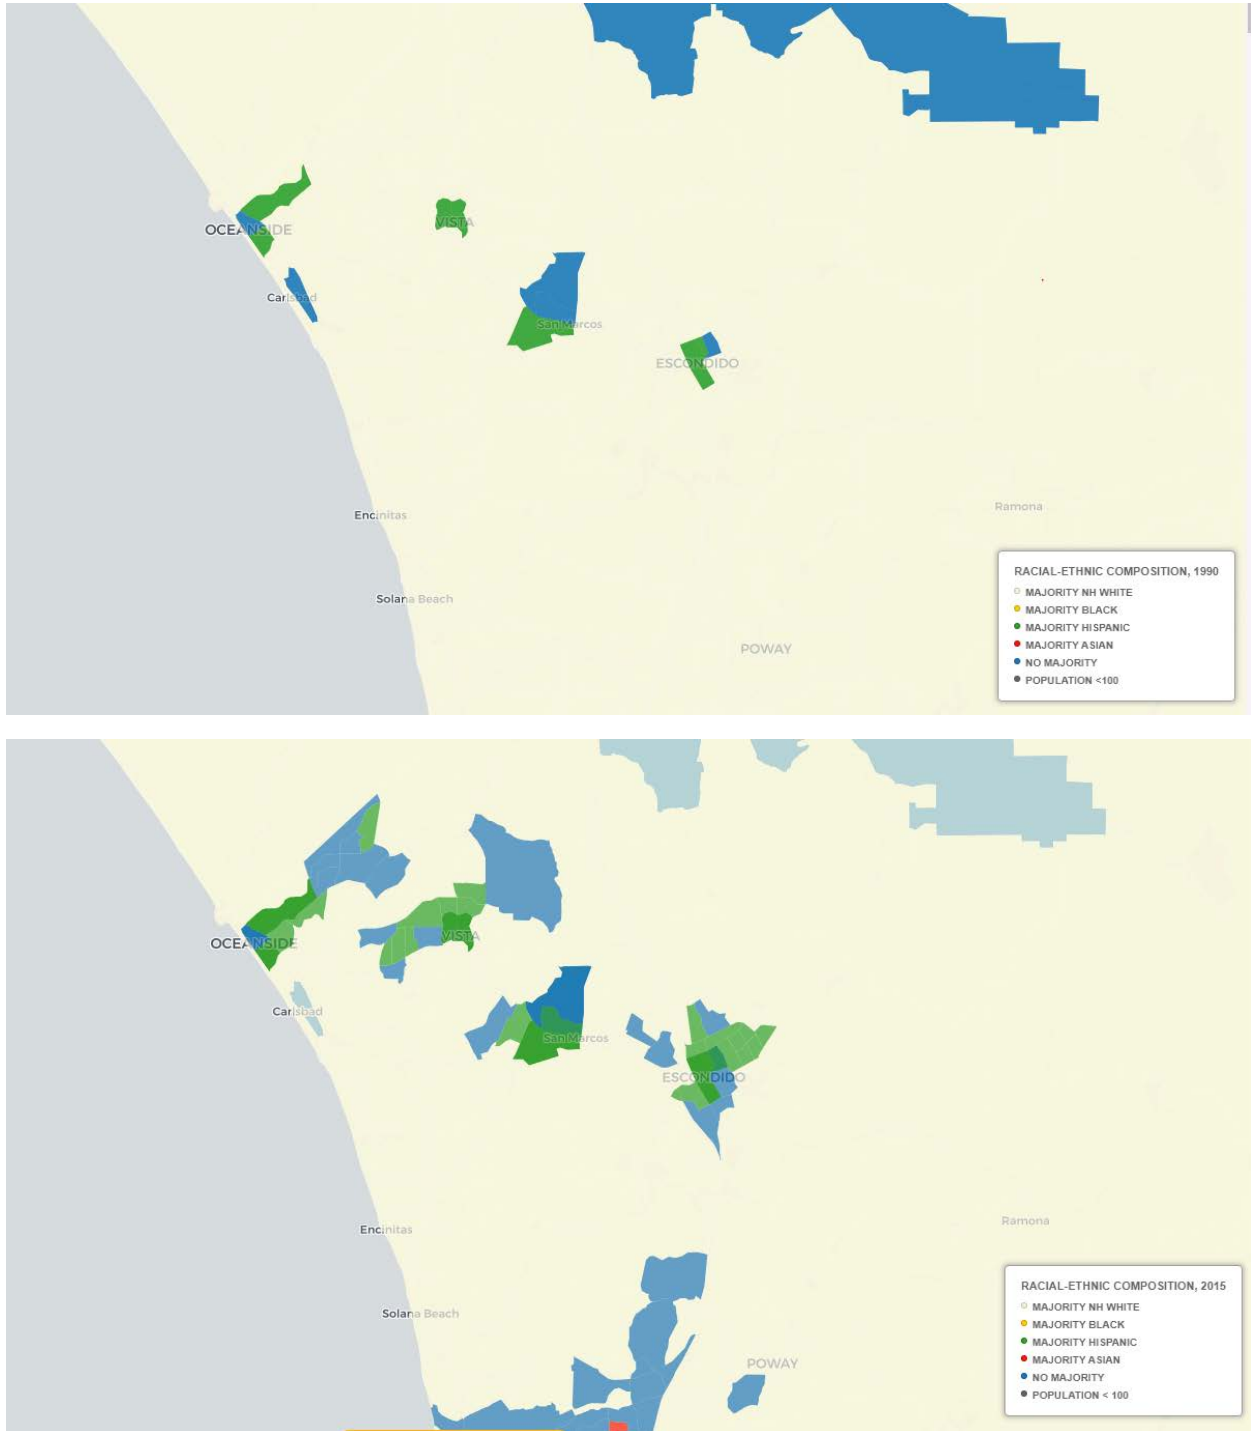 OCEANSIDE
VISTA
Carlsbad
San Marcos
ESCONDIDO
Encinitas
Ramona
Solana Beach
POWAY
RACIAL-ETHNIC COMPOSITION, 1990
MAJORITY NH WHITE
MAJORITY BLACK
MAJORITY HISPANIC
MAJORITY ASIAN
NO MAJORITY
POPULATION <100
OCEANSIDE
VISTA
Carlsbad
San Marcos
ESCONDIDO
Encinitas
Ramona
Solana Beach
POWAY
RACIAL-ETHNIC COMPOSITION, 2015
MAJORITY NH WHITE
MAJORITY BLACK
MAJORITY HISPANIC
MAJORITY ASIAN
NO MAJORITY
POPULATION < 100